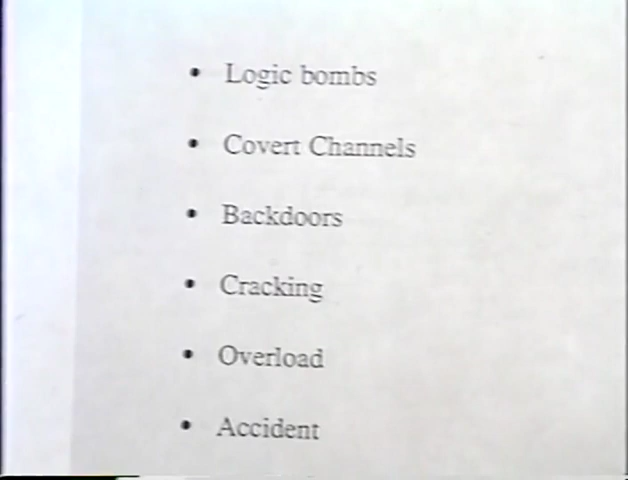 • Logic bombs
• Covert Channels
• Backdoors
• Cracking
• Overload
• Accident